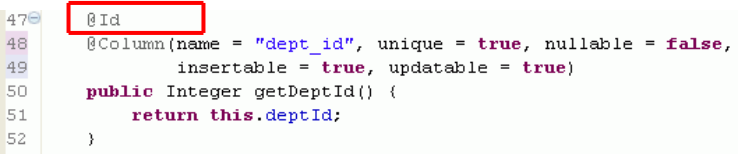 47 @Id
48 @Column(name = "dept_id", unique = true, nullable = false,
49 insertable = true, updatable = true)
50 public Integer getDeptId() {
51 return this.deptId;
52 }